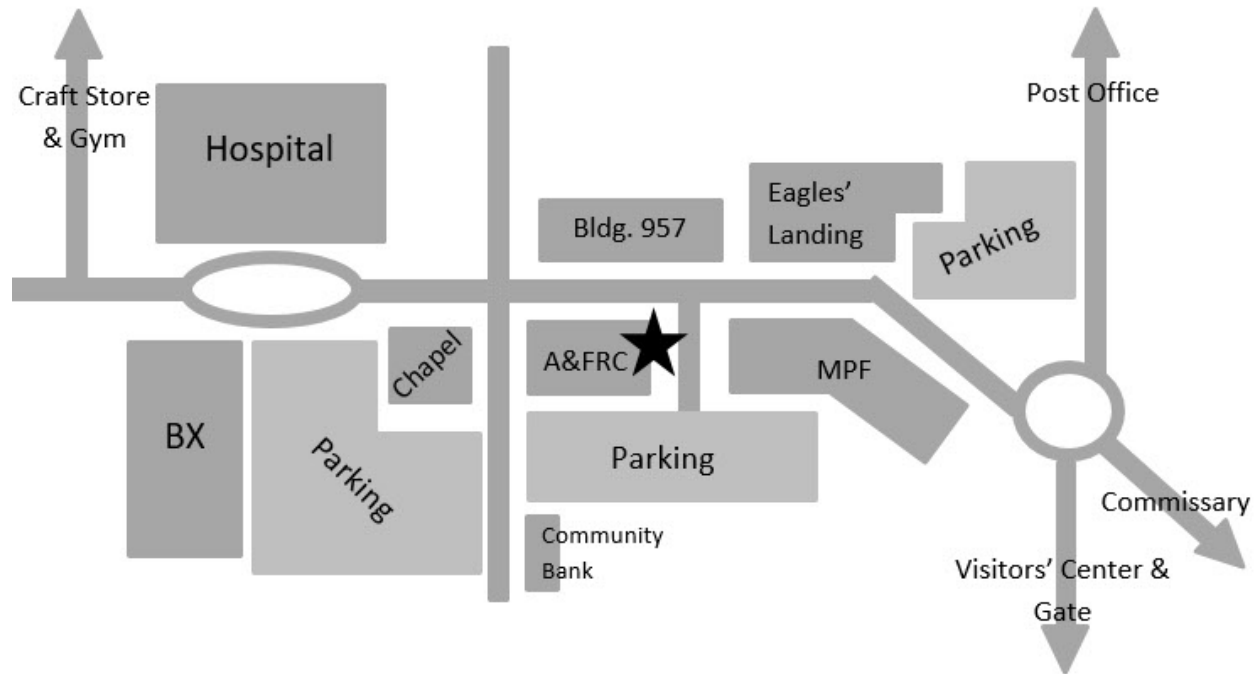 Craft Store
& Gym
Hospital
Post Office
Bldg. 957
Eagles'
Landing
Parking
Chapel
A&FRC
MPF
BX
Parking
Parking
Commissary
Community
Bank
Visitors' Center &
Gate